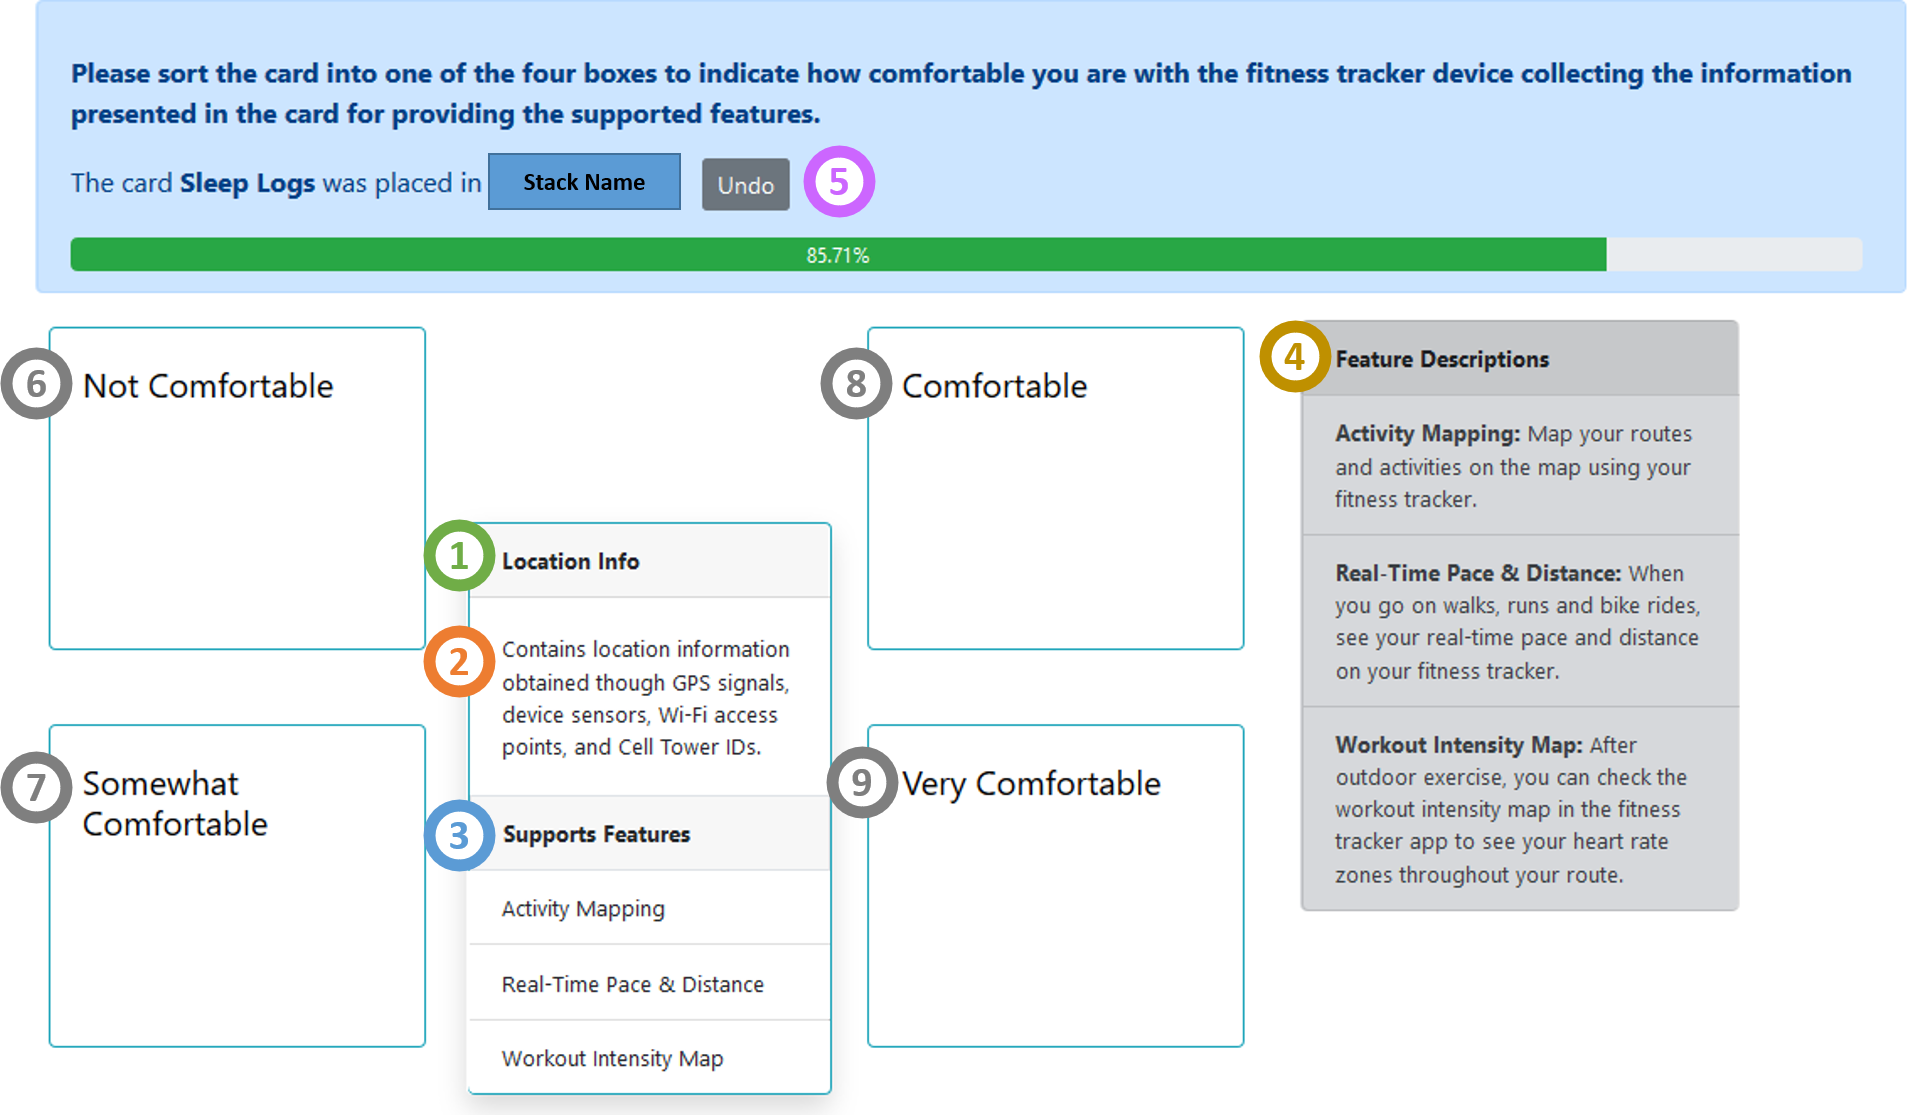 Please sort the card into one of the four boxes to indicate how comfortable you are with the fitness tracker device collecting the information
presented in the card for providing the supported features.
The card Sleep Logs was placed in Stack Name Undo 5
85.71%
6 Not Comfortable
8 Comfortable
7 Somewhat
Comfortable
9 Very Comfortable
1 Location Info
2 Contains location information
obtained though GPS signals,
device sensors, Wi-Fi access
points, and Cell Tower IDs.
3 Supports Features
Activity Mapping
Real-Time Pace & Distance
Workout Intensity Map
4 Feature Descriptions
Activity Mapping: Map your routes
and activities on the map using your
fitness tracker.
Real-Time Pace & Distance: When
you go on walks, runs and bike rides,
see your real-time pace and distance
on your fitness tracker.
Workout Intensity Map: After
outdoor exercise, you can check the
workout intensity map in the fitness
tracker app to see your heart rate
zones throughout your route.